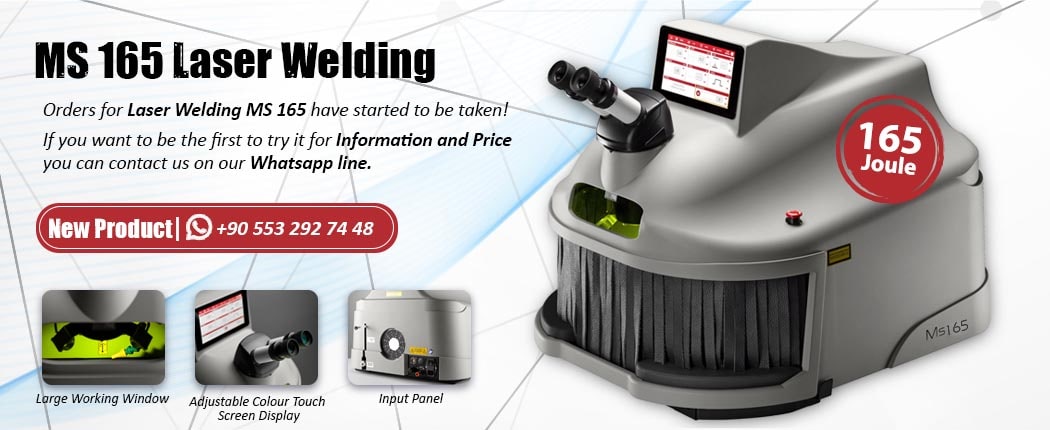 MS 165 Laser Welding
Orders for Laser Welding MS 165 have started to be taken!
If you want to be the first to try it for Information and Price
you can contact us on our Whatsapp line.
New Product| +90 553 292 74 48
165
Joule
Ms165
Large Working Window
Adjustable Colour Touch
Screen Display
Input Panel